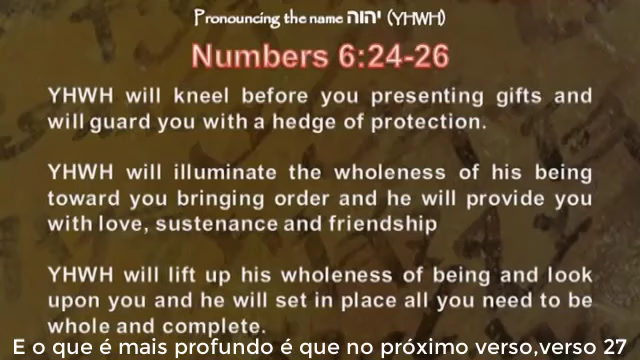 Pronouncing the name יהוה (YHWH)
Numbers 6:24-26
YHWH will kneel before you presenting gifts and
will guard you with a hedge of protection.
YHWH will illuminate the wholeness of his being
toward you bringing order and he will provide you
with love, sustenance and friendship
YHWH will lift up his wholeness of being and look
upon you and he will set in place all you need to be
whole and complete.
E o que é mais profundo é que no próximo verso,verso 27